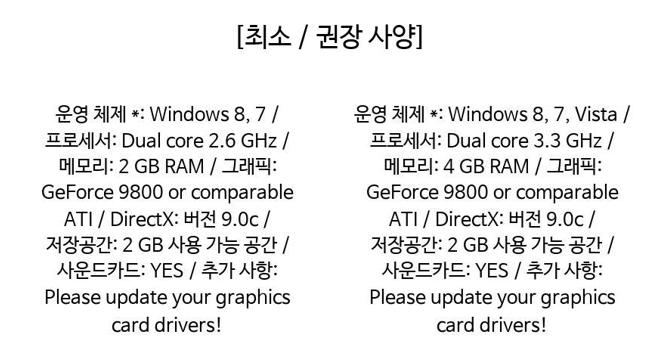 [최소 / 권장 사양]
운영 체제 *: Windows 8, 7 /
프로세서: Dual core 2.6 GHz /
메모리: 2 GB RAM / 그래픽:
GeForce 9800 or comparable
ATI / DirectX: 버전 9.0c /
저장공간: 2 GB 사용 가능 공간 /
사운드카드: YES / 추가 사항:
Please update your graphics
card drivers!
운영 체제 *: Windows 8, 7, Vista /
프로세서: Dual core 3.3 GHz /
메모리: 4 GB RAM / 그래픽:
GeForce 9800 or comparable
ATI / DirectX: 버전 9.0c /
저장공간: 2 GB 사용 가능 공간 /
사운드카드: YES / 추가 사항:
Please update your graphics
card drivers!